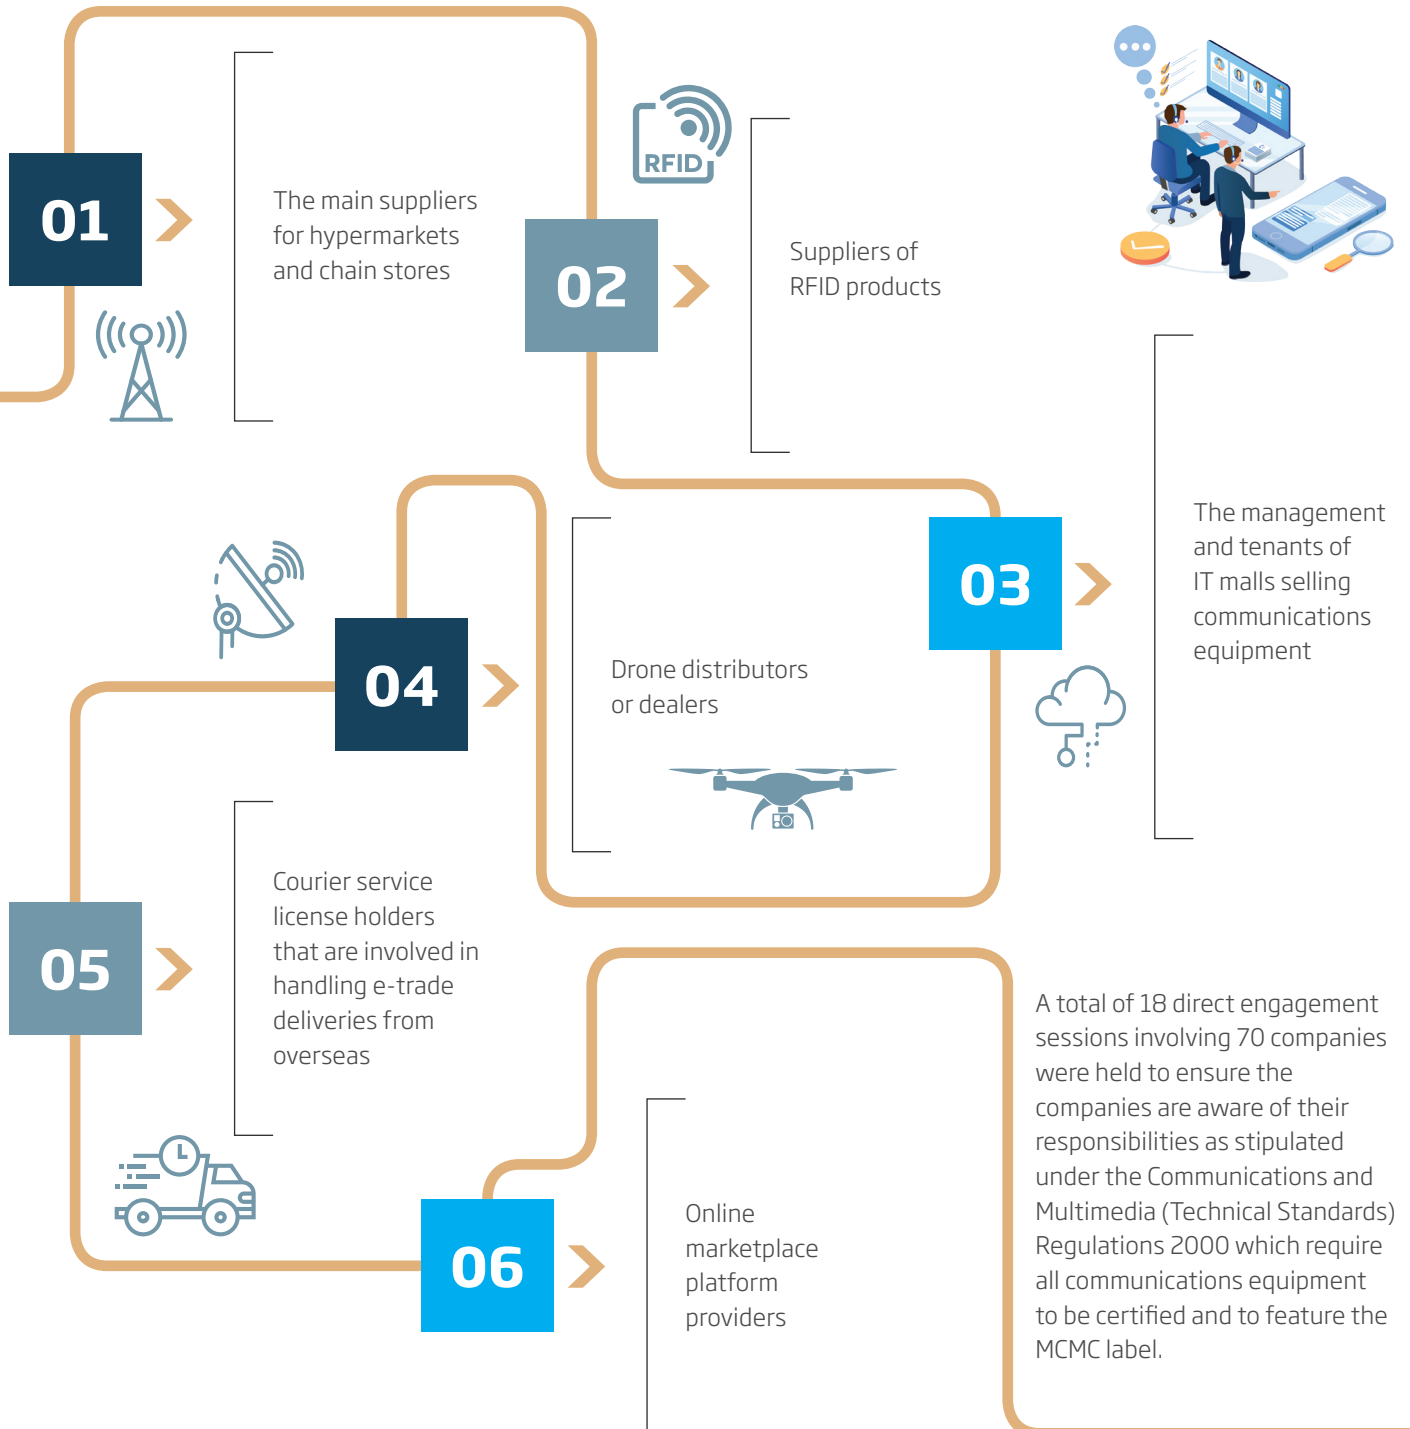 01
The main suppliers
for hypermarkets
and chain stores
RFID
02
Suppliers of
RFID products
03
The management
and tenants of
IT malls selling
communications
equipment
04
Drone distributors
or dealers
05
Courier service
license holders
that are involved in
handling e-trade
deliveries from
overseas
06
Online
marketplace
platform
providers
A total of 18 direct engagement
sessions involving 70 companies
were held to ensure the
companies are aware of their
responsibilities as stipulated
under the Communications and
Multimedia (Technical Standards)
Regulations 2000 which require
all communications equipment
to be certified and to feature the
MCMC label.